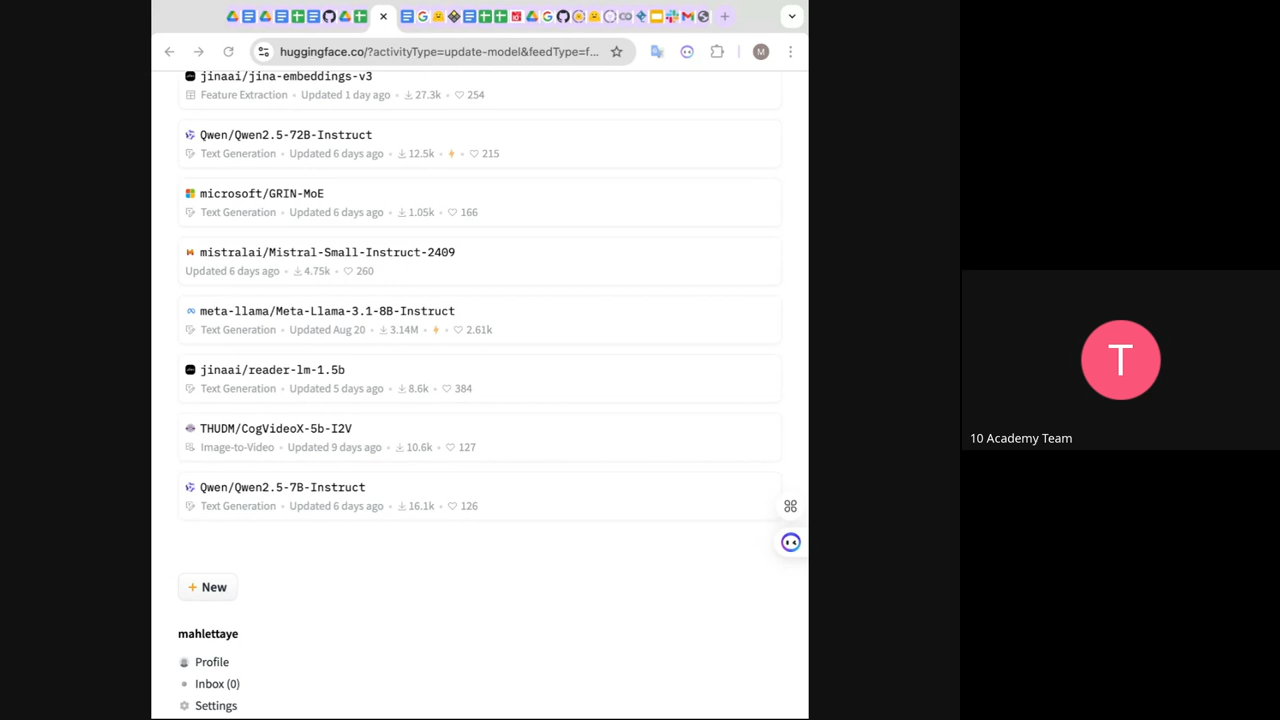 huggingface.co/?activityType=update-model&feedType=f...
M
jinaai/jina-embeddings-v3
Feature Extraction • Updated 1 day ago • 27.3k • 254
Qwen/Qwen2.5-72B-Instruct
Text Generation • Updated 6 days ago • 12.5k • 215
microsoft/GRIN-MoE
Text Generation • Updated 6 days ago • 1.05k • 166
mistralai/Mistral-Small-Instruct-2409
Updated 6 days ago • 4.75k • 260
meta-llama/Meta-Llama-3.1-8B-Instruct
Text Generation • Updated Aug 20 • 3.14M • 2.61k
jinaai/reader-lm-1.5b
Text Generation • Updated 5 days ago • 8.6k • 384
THUDM/CogVideoX-5b-I2V
Image-to-Video • Updated 9 days ago • 10.6k • 127
Qwen/Qwen2.5-7B-Instruct
Text Generation • Updated 6 days ago • 16.1k • 126
+ New
mahlettaye
Profile
Inbox (0)
Settings
T
10 Academy Team